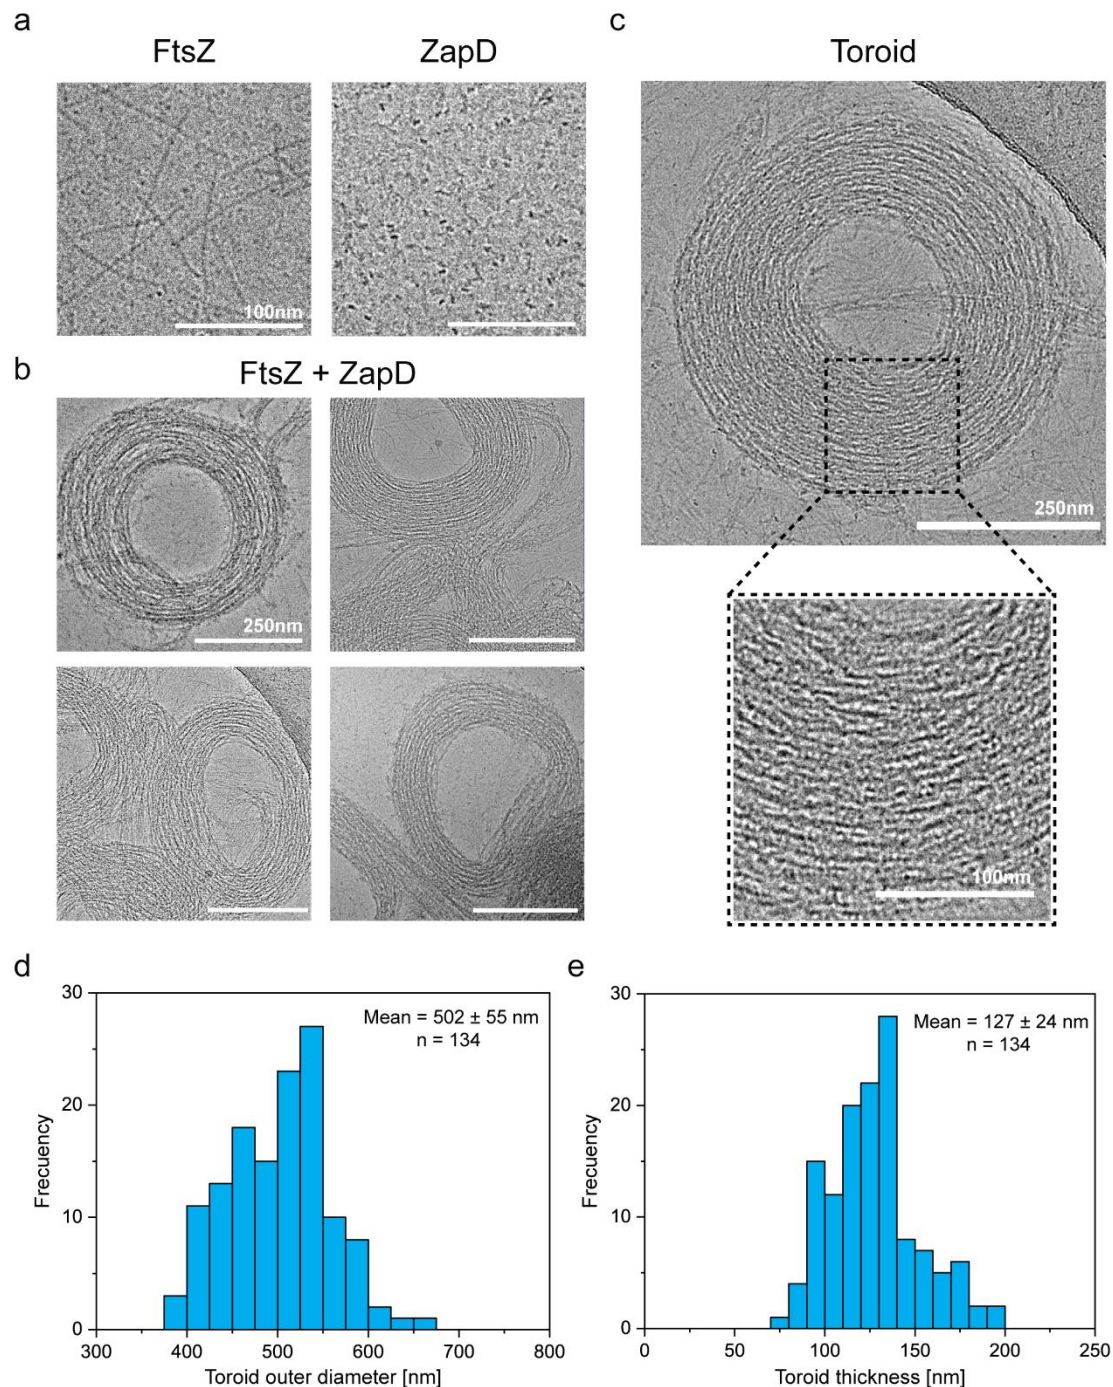 a
FtsZ
ZapD
100nm
b
FtsZ + ZapD
250nm
c
Toroid
250nm
100nm
d
30
20
10
0
Frecuency
Mean = 502 ± 55 nm
n = 134
300
400
500
600
700
800
Toroid outer diameter [nm]
e
30
20
10
0
Frecuency
Mean = 127 ± 24 nm
n = 134
0
50
100
150
200
250
Toroid thickness [nm]